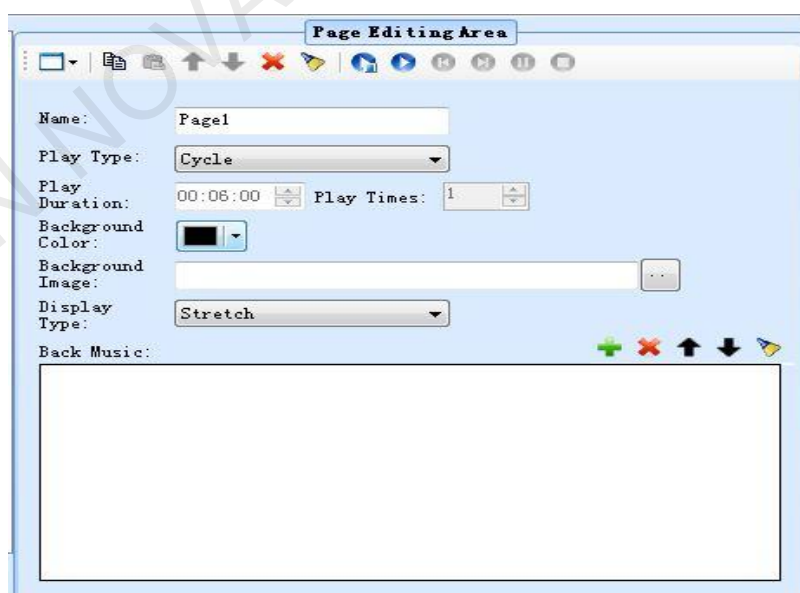 Page Editing Area
Name: Page1
Play Type: Cycle
Play
Duration: 00:06:00 Play Times: 1
Background
Color:
Background
Image: ..
Display
Type: Stretch
Back Music: